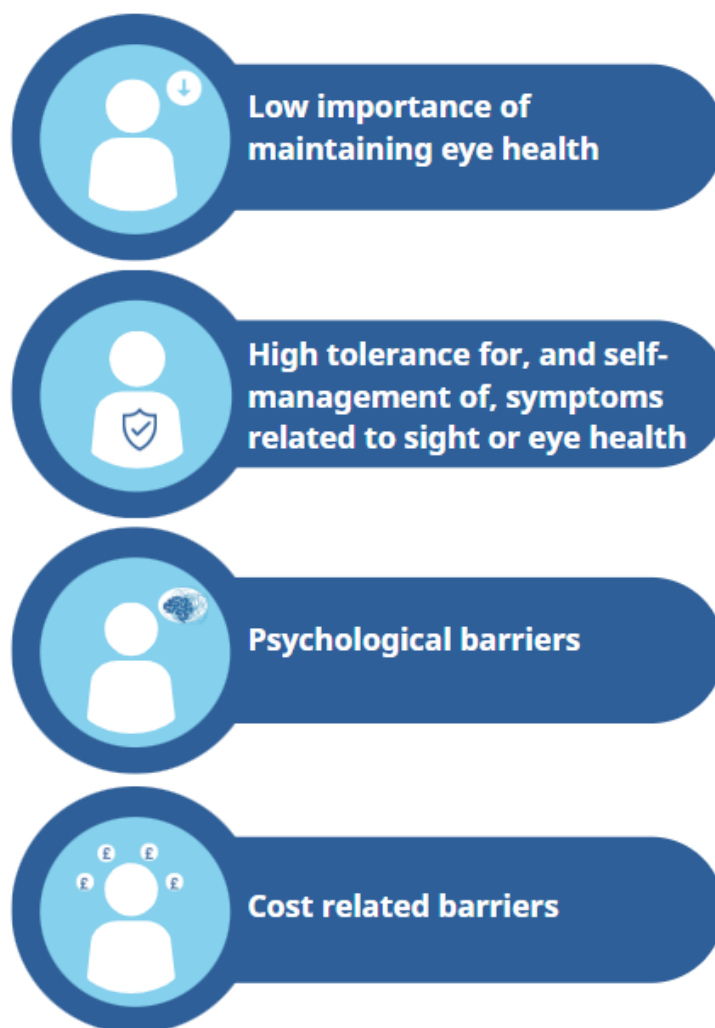 Low importance of
maintaining eye health
High tolerance for, and self-
management of, symptoms
related to sight or eye health
Psychological barriers
£ £
£ £
Cost related barriers